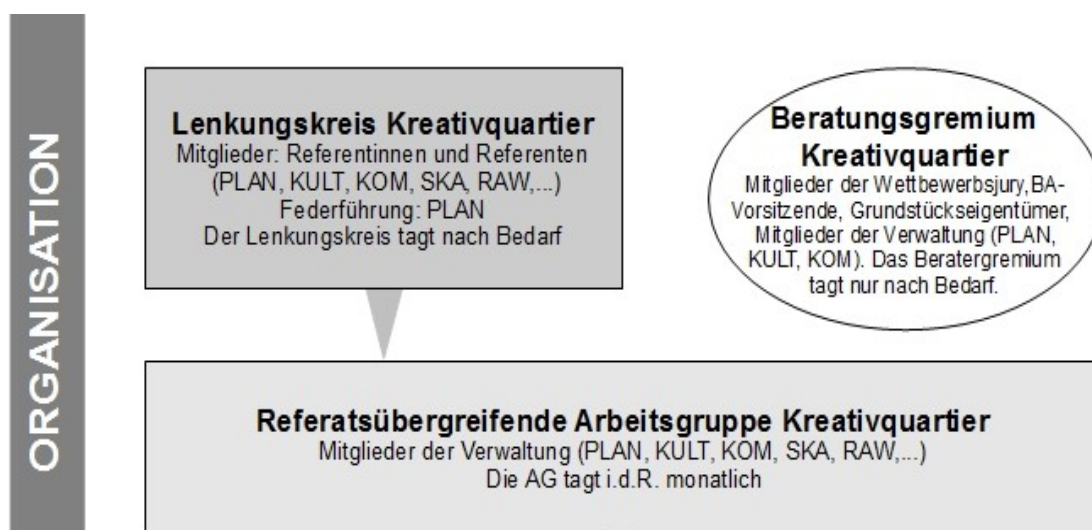 ORGANISATION
Lenkungskreis Kreativquartier
Mitglieder: Referentinnen und Referenten
(PLAN, KULT, KOM, SKA, RAW,...)
Federführung: PLAN
Der Lenkungskreis tagt nach Bedarf
Beratungsgremium
Kreativquartier
Mitglieder der Wettbewerbsjury,BA-
Vorsitzende, Grundstückseigentümer,
Mitglieder der Verwaltung (PLAN,
KULT, KOM). Das Beratergremium
tagt nur nach Bedarf.
Referatsübergreifende Arbeitsgruppe Kreativquartier
Mitglieder der Verwaltung (PLAN, KULT, KOM, SKA, RAW,...)
Die AG tagt i.d.R. monatlich